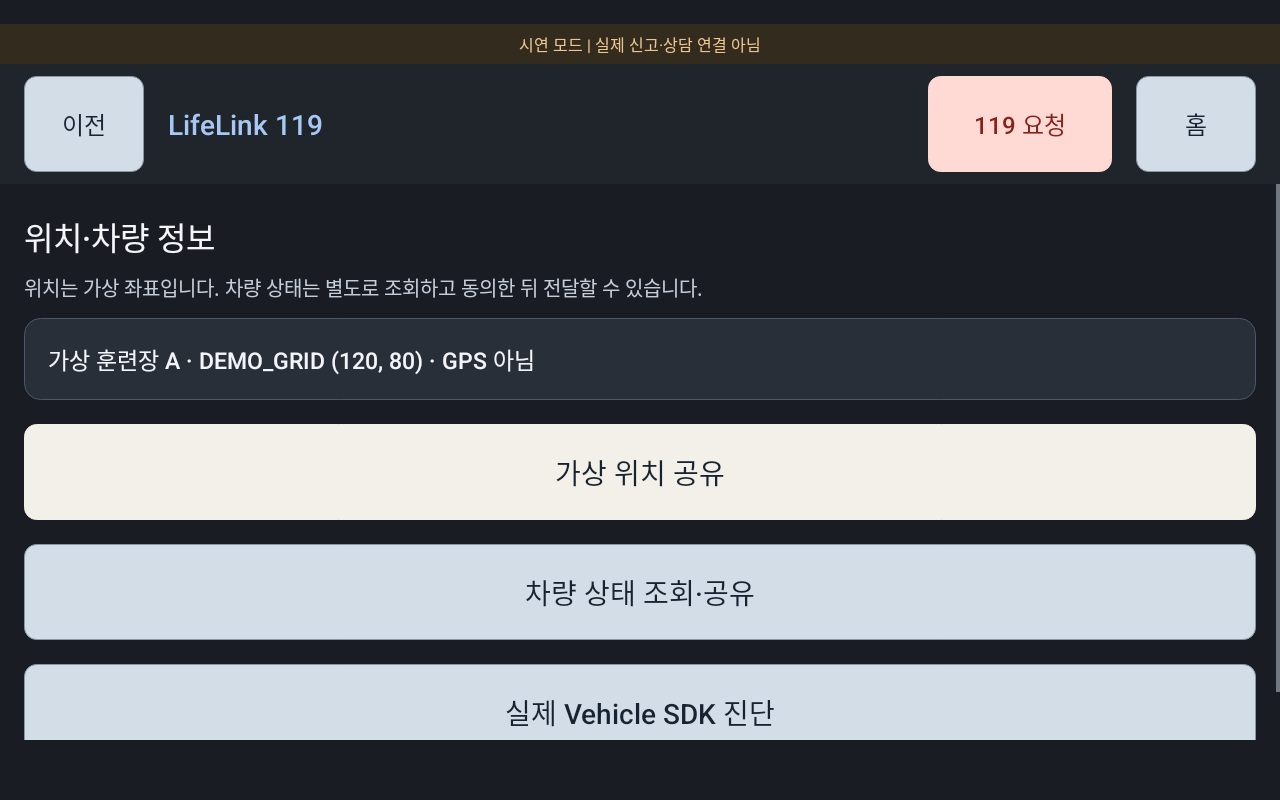 시연 모드 | 실제 신고·상담 연결 아님
이전
LifeLink 119
119 요청
홈
위치·차량 정보
위치는 가상 좌표입니다. 차량 상태는 별도로 조회하고 동의한 뒤 전달할 수 있습니다.
가상 훈련장 A · DEMO_GRID (120, 80) · GPS 아님
가상 위치 공유
차량 상태 조회·공유
실제 Vehicle SDK 진단